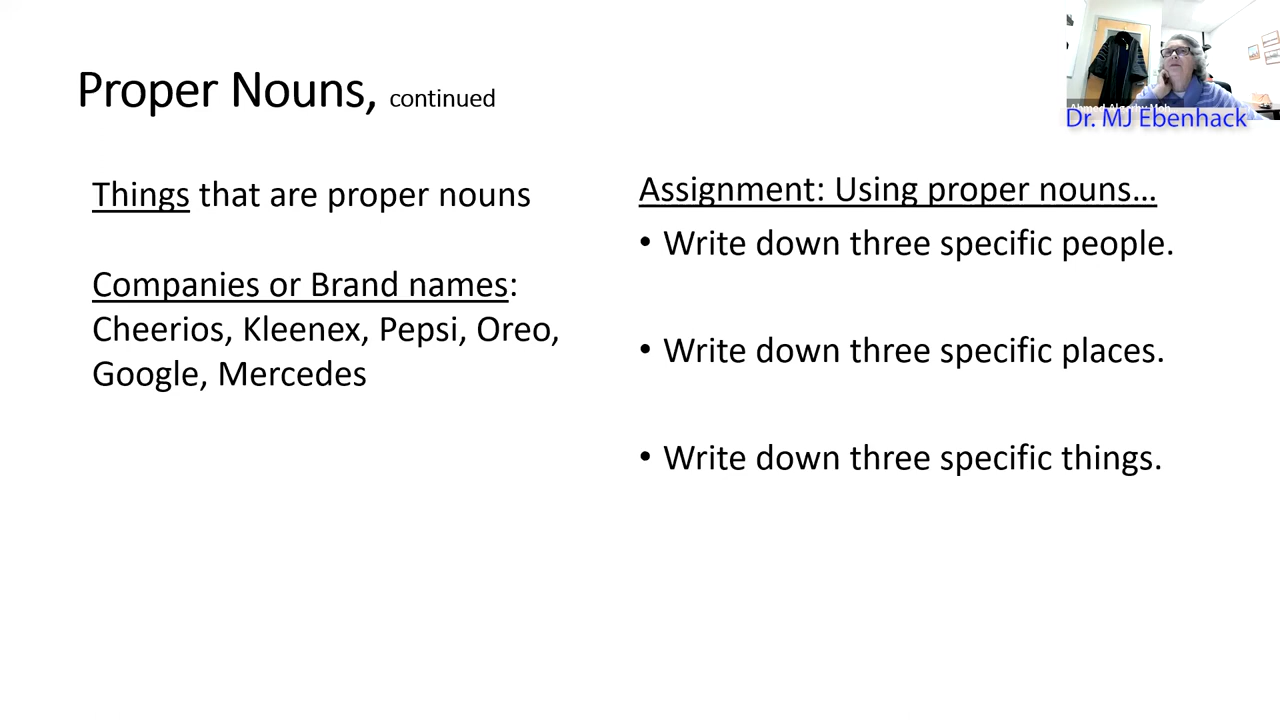 Proper Nouns, continued
Dr. MJ Ebenhack
Things that are proper nouns
Companies or Brand names:
Cheerios, Kleenex, Pepsi, Oreo,
Google, Mercedes
Assignment: Using proper nouns...
• Write down three specific people.
• Write down three specific places.
• Write down three specific things.